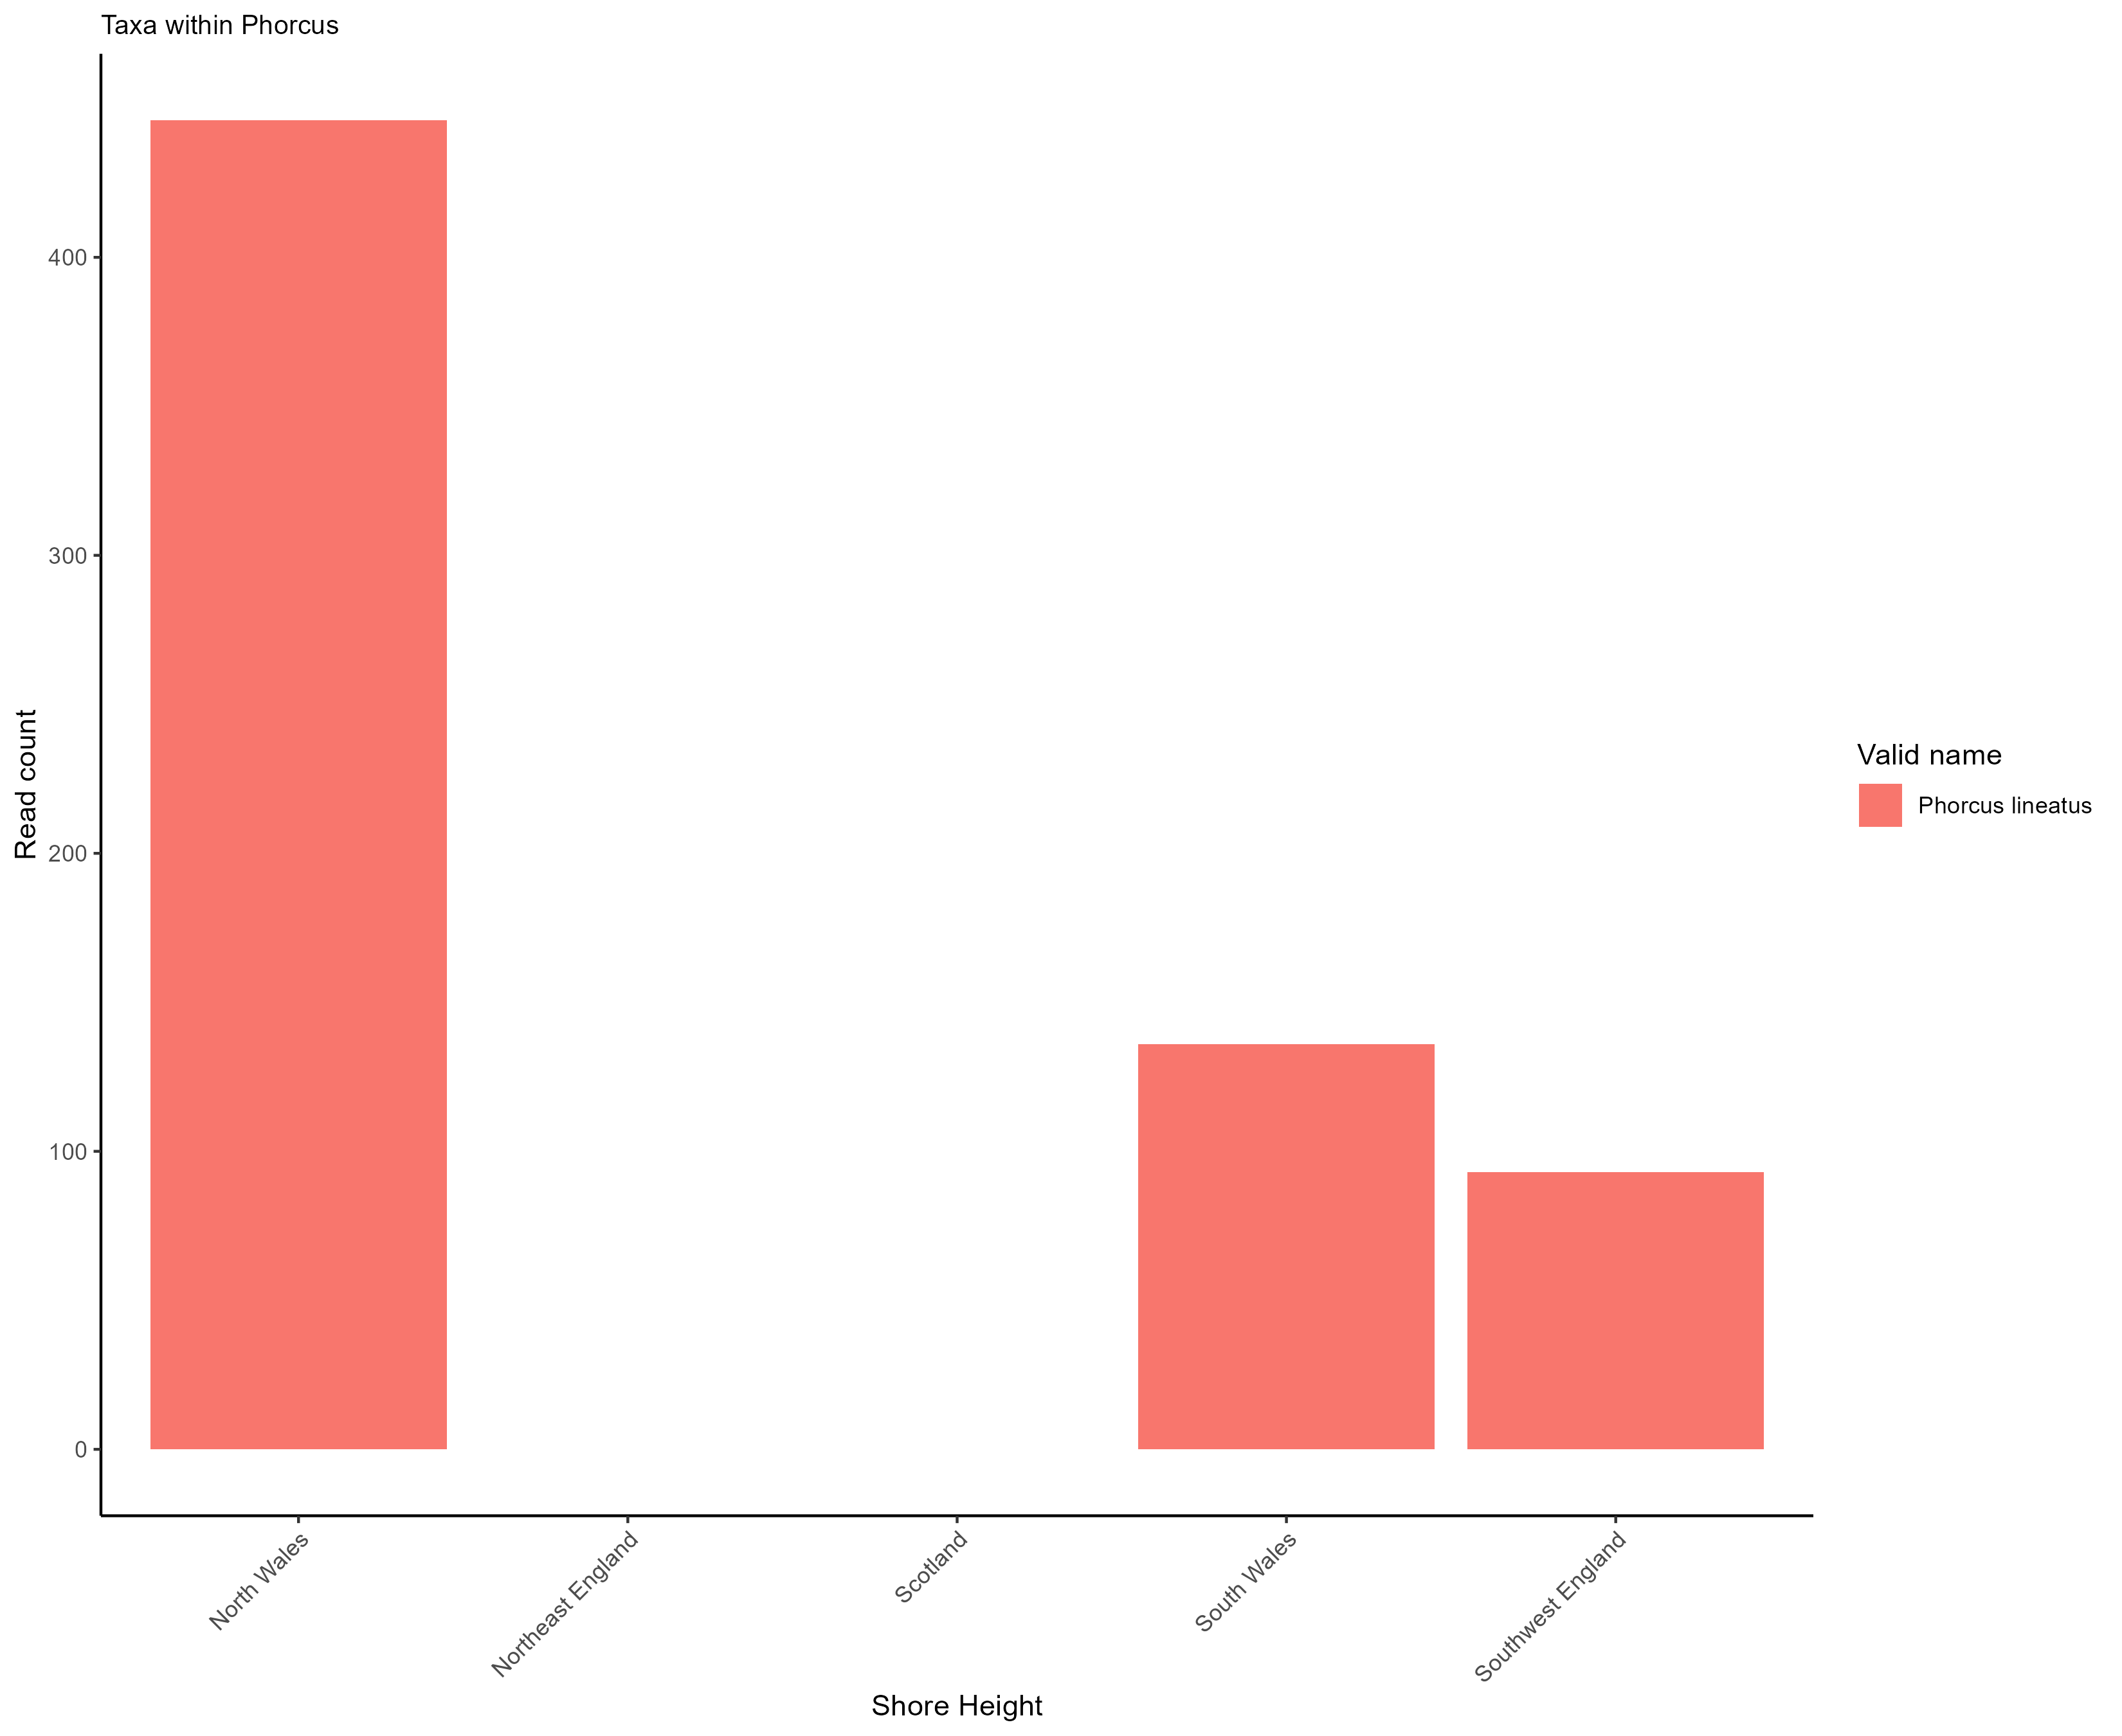 Taxa within Phorcus
Read count
400
300
200
100
0
North Wales
Northeast England
Scotland
South Wales
Southwest England
Shore Height
Valid name
Phorcus lineatus